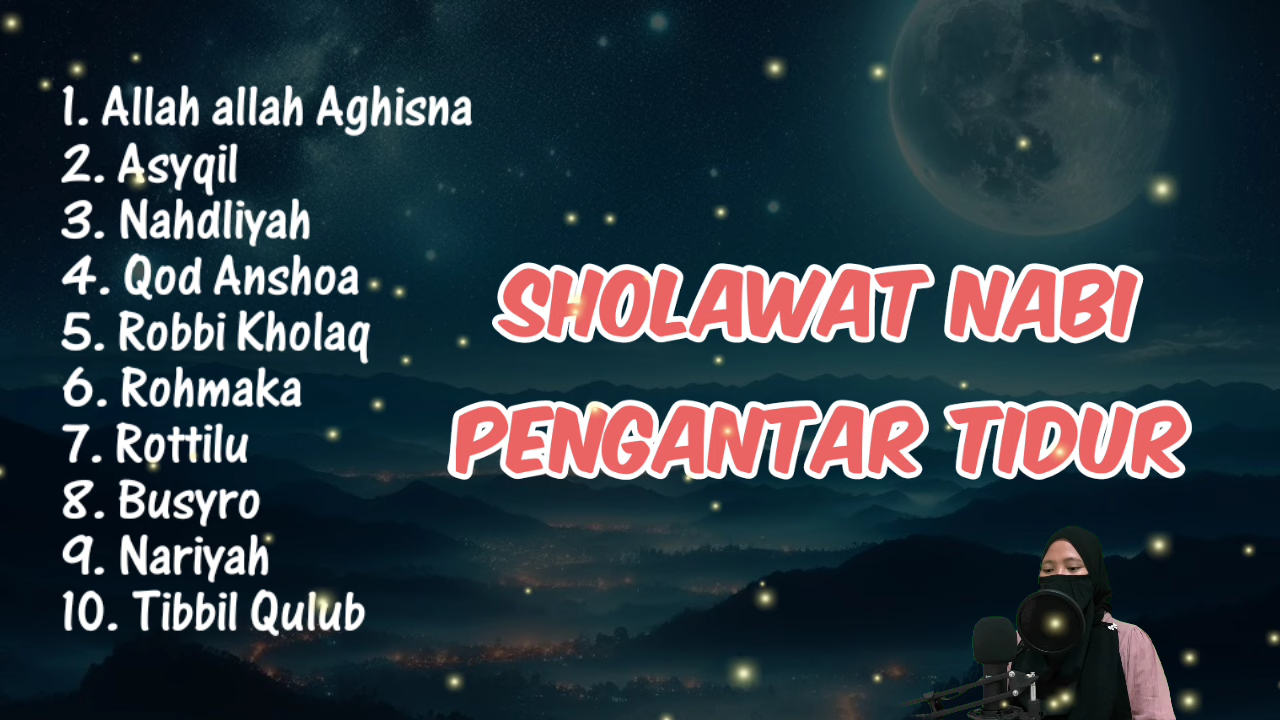 1. Allah allah Aghisna
2. Asyqil
3. Nahdliyah
4. Qod Anshoa
5. Robbi Kholaq
6. Rohmaka
7. Rottilu
8. Busyro
9. Nariyah
10. Tibbil Qulub
SHOLAWAT NABI
PENGANTAR TIDUR